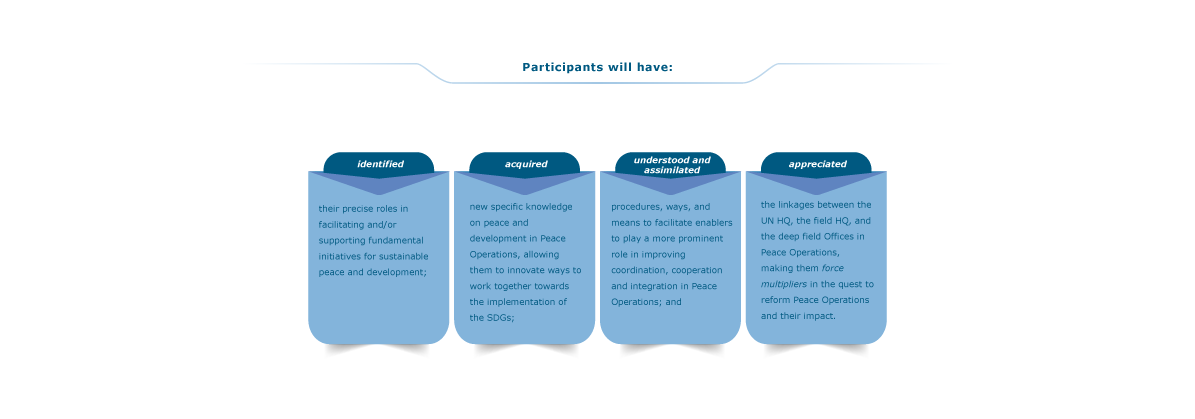 Participants will have:
identified
their precise roles in
facilitating and/or
supporting fundamental
initiatives for sustainable
peace and development;
acquired
new specific knowledge
on peace and
development in Peace
Operations, allowing
them to innovate ways to
work together towards
the implementation of
the SDGs;
understood and
assimilated
procedures, ways, and
means to facilitate enablers
to play a more prominent
role in improving
coordination, cooperation
and integration in Peace
Operations; and
appreciated
the linkages between the
UN HQ, the field HQ, and
the deep field Offices in
Peace Operations,
making them force
multipliers in the quest to
reform Peace Operations
and their impact.